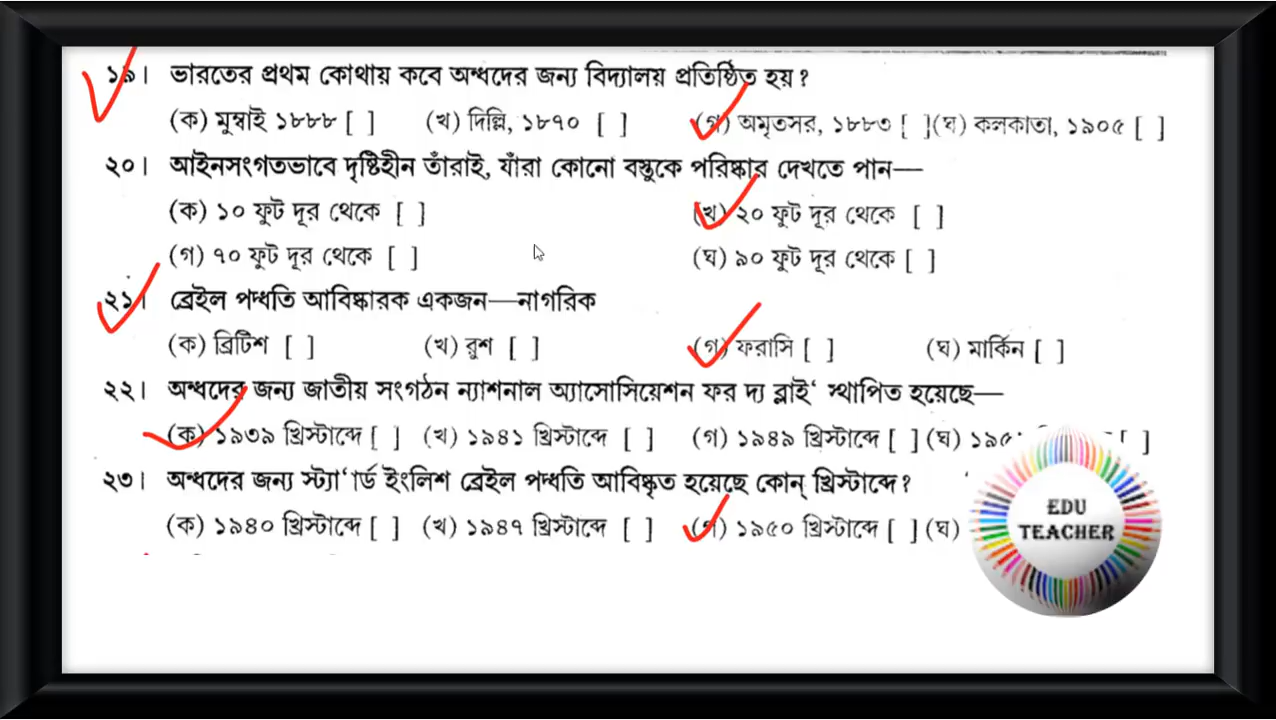 ১৯। ভারতের প্রথম কোথায় কবে অন্ধদের জন্য বিদ্যালয় প্রতিষ্ঠিত হয়?
(ক) মুম্বাই ১৮৮৮ [ ] (খ) দিল্লি, ১৮৭০ [ ] (গ) অমৃতসর, ১৮৮৩ [ ] (ঘ) কলকাতা, ১৯০৫ [ ]
২০। আইনসংগতভাবে দৃষ্টিহীন তাঁরাই, যাঁরা কোনো বস্তুকে পরিষ্কার দেখতে পান—
(ক) ১০ ফুট দূর থেকে [ ] (খ) ২০ ফুট দূর থেকে [ ]
(গ) ৭০ ফুট দূর থেকে [ ] (ঘ) ৯০ ফুট দূর থেকে [ ]
২১। ব্রেইল পদ্ধতি আবিষ্কারক একজন—নাগরিক
(ক) ব্রিটিশ [ ] (খ) রুশ [ ] (গ) ফরাসি [ ] (ঘ) মার্কিন [ ]
২২। অন্ধদের জন্য জাতীয় সংগঠন ন্যাশনাল অ্যাসোসিয়েশন ফর দ্য ব্লাই‘ স্থাপিত হয়েছে—
(ক) ১৯৩৯ খ্রিস্টাব্দে [ ] (খ) ১৯৪১ খ্রিস্টাব্দে [ ] (গ) ১৯৪৯ খ্রিস্টাব্দে [ ] (ঘ) [ ]
২৩। অন্ধদের জন্য স্ট্যা‘ার্ড ইংলিশ ব্রেইল পদ্ধতি আবিষ্কৃত হয়েছে কোন্ খ্রিস্টাব্দে?
(ক) ১৯৪০ খ্রিস্টাব্দে [ ] (খ) ১৯৪৭ খ্রিস্টাব্দে [ ] (গ) ১৯৫০ খ্রিস্টাব্দে [ ] (ঘ)
EDU
TEACHER